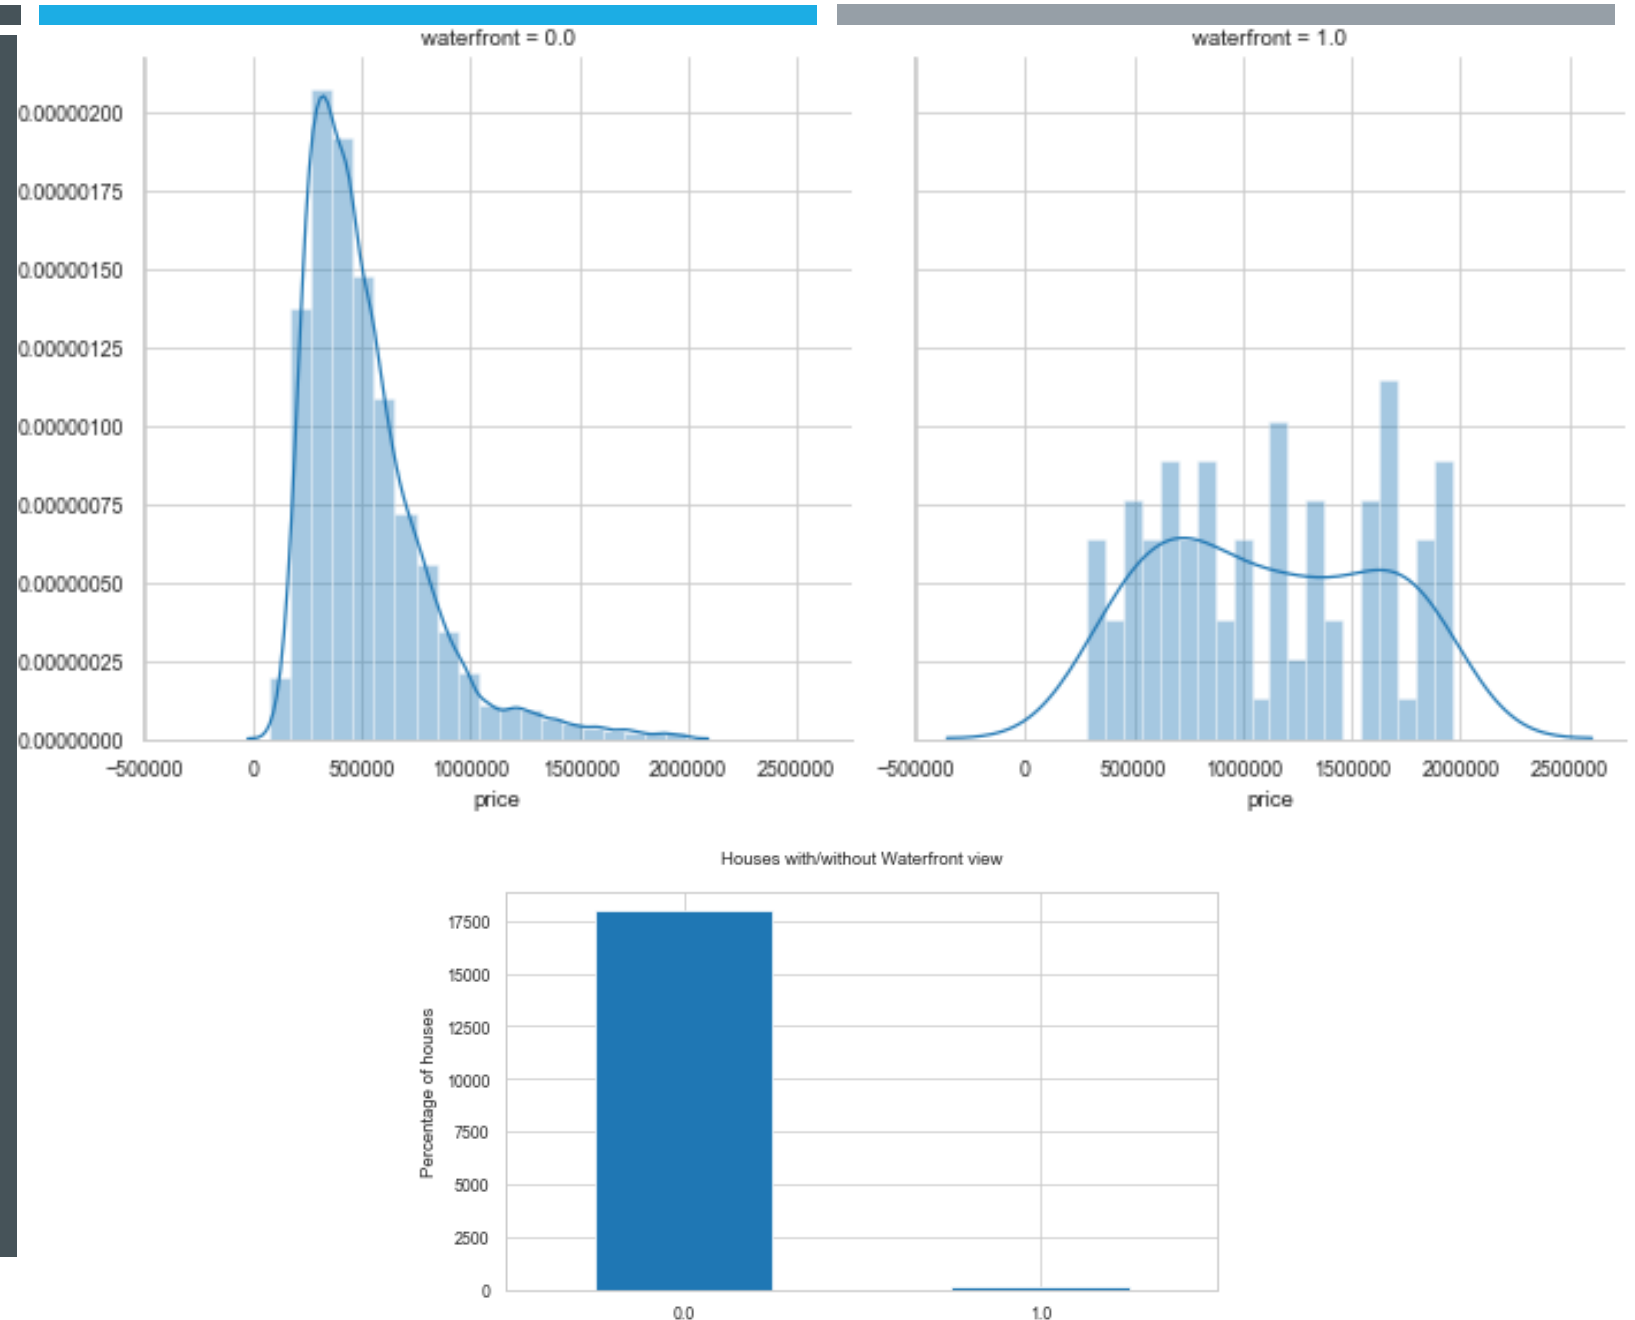 waterfront = 0.0
waterfront = 1.0
0.00000200
0.00000175
0.00000150
0.00000125
0.00000100
0.00000075
0.00000050
0.00000025
0.00000000
−500000 0 500000 1000000 1500000 2000000 2500000
price
−500000 0 500000 1000000 1500000 2000000 2500000
price
Houses with/without Waterfront view
Percentage of houses
17500
15000
12500
10000
7500
5000
2500
0
0.0 1.0